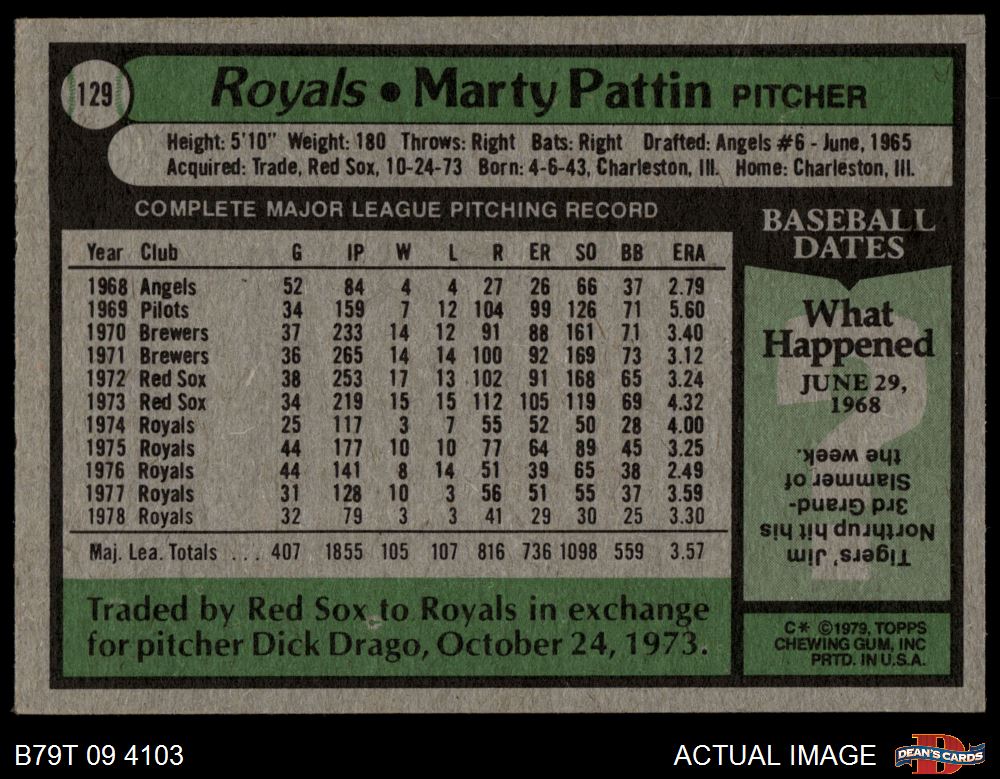 129
Royals • Marty Pattin PITCHER
Height: 5'10" Weight: 180 Throws: Right Bats: Right Drafted: Angels #6 - June, 1965
Acquired: Trade, Red Sox, 10-24-73 Born: 4-6-43, Charleston, Ill. Home: Charleston, Ill.
COMPLETE MAJOR LEAGUE PITCHING RECORD
Year Club G IP W L R ER SO BB ERA
1968 Angels 52 84 4 4 27 26 66 37 2.79
1969 Pilots 34 159 7 12 104 99 126 71 5.60
1970 Brewers 37 233 14 12 91 88 161 71 3.40
1971 Brewers 36 265 14 14 100 92 169 73 3.12
1972 Red Sox 38 253 17 13 102 91 168 65 3.24
1973 Red Sox 34 219 15 15 112 105 119 69 4.32
1974 Royals 25 117 3 7 55 52 50 28 4.00
1975 Royals 44 177 10 10 77 64 89 45 3.25
1976 Royals 44 141 8 14 51 39 65 38 2.49
1977 Royals 31 128 10 3 56 51 55 37 3.59
1978 Royals 32 79 3 3 41 29 30 25 3.30
Maj. Lea. Totals ... 407 1855 105 107 816 736 1098 559 3.57
Traded by Red Sox to Royals in exchange
for pitcher Dick Drago, October 24, 1973.
BASEBALL
DATES
What
Happened
JUNE 29,
1968
Tigers' Jim
Northrup hit his
3rd Grand-
Slammer of
the week.
C* ©1979, TOPPS
CHEWING GUM, INC
PRTD. IN U.S.A.
B79T 09 4103
ACTUAL IMAGE
DEAN'S CARDS